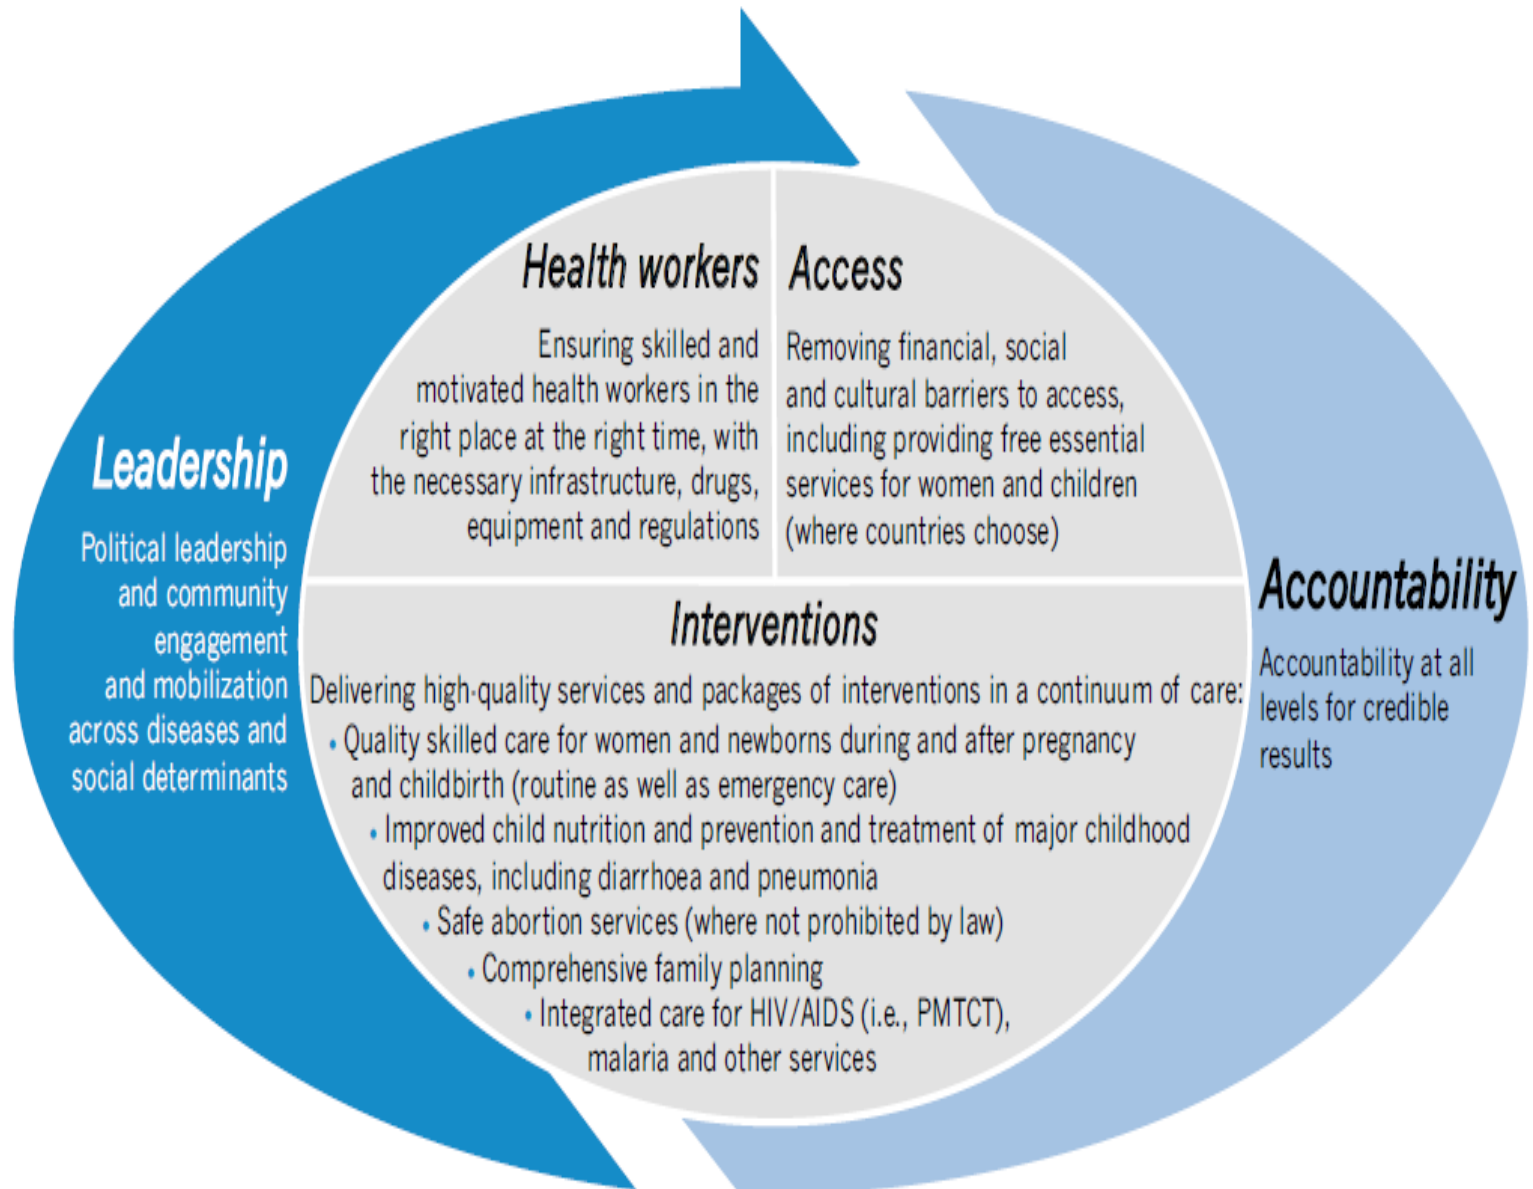 Leadership
Political leadership
and community
engagement
and mobilization
across diseases and
social determinants
Health workers
Ensuring skilled and
motivated health workers in the
right place at the right time, with
the necessary infrastructure, drugs,
equipment and regulations
Access
Removing financial, social
and cultural barriers to access,
including providing free essential
services for women and children
(where countries choose)
Interventions
Delivering high-quality services and packages of interventions in a continuum of care:
• Quality skilled care for women and newborns during and after pregnancy
and childbirth (routine as well as emergency care)
• Improved child nutrition and prevention and treatment of major childhood
diseases, including diarrhoea and pneumonia
• Safe abortion services (where not prohibited by law)
• Comprehensive family planning
• Integrated care for HIV/AIDS (i.e., PMTCT),
malaria and other services
Accountability
Accountability at all
levels for credible
results